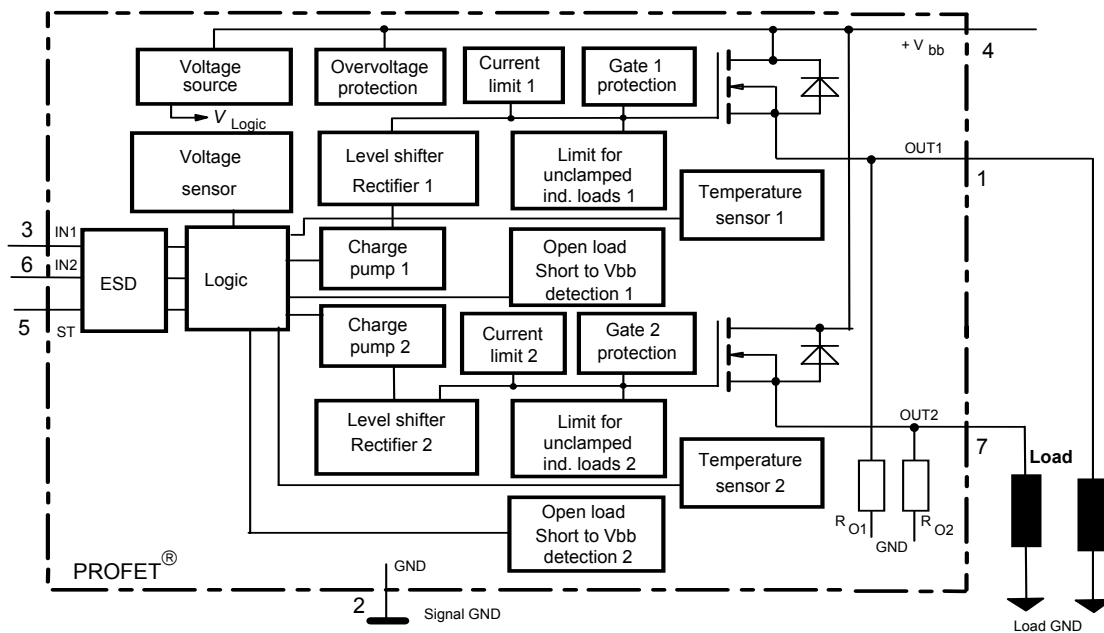 + V bb
4
Voltage
source
Overvoltage
protection
Current
limit 1
Gate 1
protection
V Logic
Voltage
sensor
Level shifter
Rectifier 1
Limit for
unclamped
ind. loads 1
OUT1
1
Temperature
sensor 1
3
IN1
6
IN2
5
ST
ESD
Logic
Charge
pump 1
Open load
Short to Vbb
detection 1
Charge
pump 2
Current
limit 2
Gate 2
protection
Level shifter
Rectifier 2
Limit for
unclamped
ind. loads 2
OUT2
7
Load
Temperature
sensor 2
R O1
GND
R O2
Open load
Short to Vbb
detection 2
PROFET®
GND
2
Signal GND
Load GND